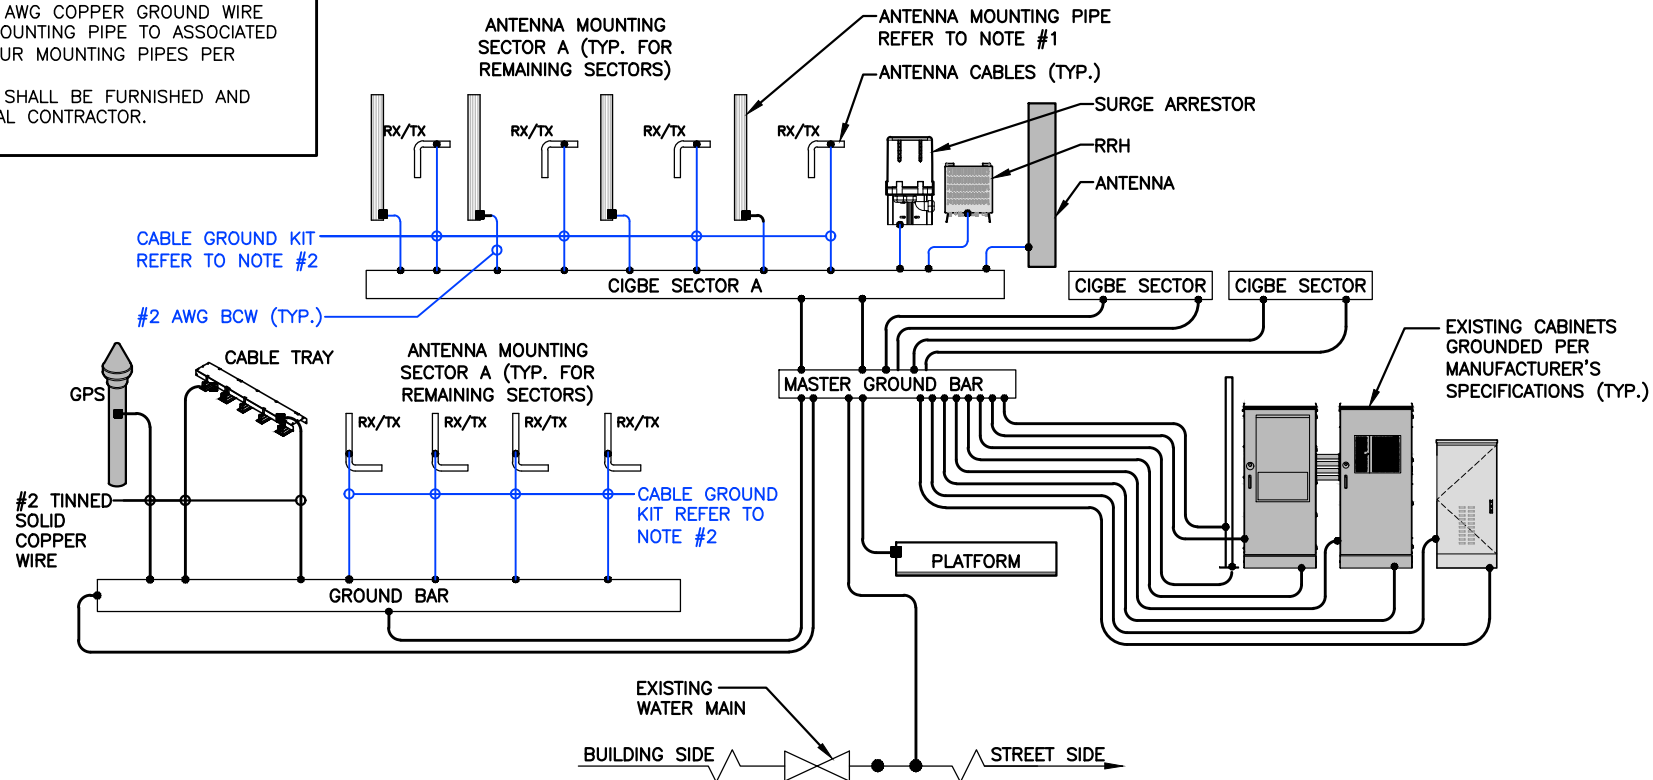 AWG COPPER GROUND WIRE
OUNTING PIPE TO ASSOCIATED
UR MOUNTING PIPES PER
SHALL BE FURNISHED AND
AL CONTRACTOR.
ANTENNA MOUNTING
SECTOR A (TYP. FOR
REMAINING SECTORS)
ANTENNA MOUNTING PIPE
REFER TO NOTE #1
ANTENNA CABLES (TYP.)
SURGE ARRESTOR
RRH
ANTENNA
RX/TX
RX/TX
RX/TX
RX/TX
CABLE GROUND KIT
REFER TO NOTE #2
#2 AWG BCW (TYP.)
CIGBE SECTOR A
CIGBE SECTOR
CIGBE SECTOR
EXISTING CABINETS
GROUNDED PER
MANUFACTURER'S
SPECIFICATIONS (TYP.)
GPS
CABLE TRAY
ANTENNA MOUNTING
SECTOR A (TYP. FOR
REMAINING SECTORS)
MASTER GROUND BAR
RX/TX
RX/TX
RX/TX
RX/TX
#2 TINNED
SOLID
COPPER
WIRE
CABLE GROUND
KIT REFER TO
NOTE #2
PLATFORM
GROUND BAR
EXISTING
WATER MAIN
BUILDING SIDE
STREET SIDE